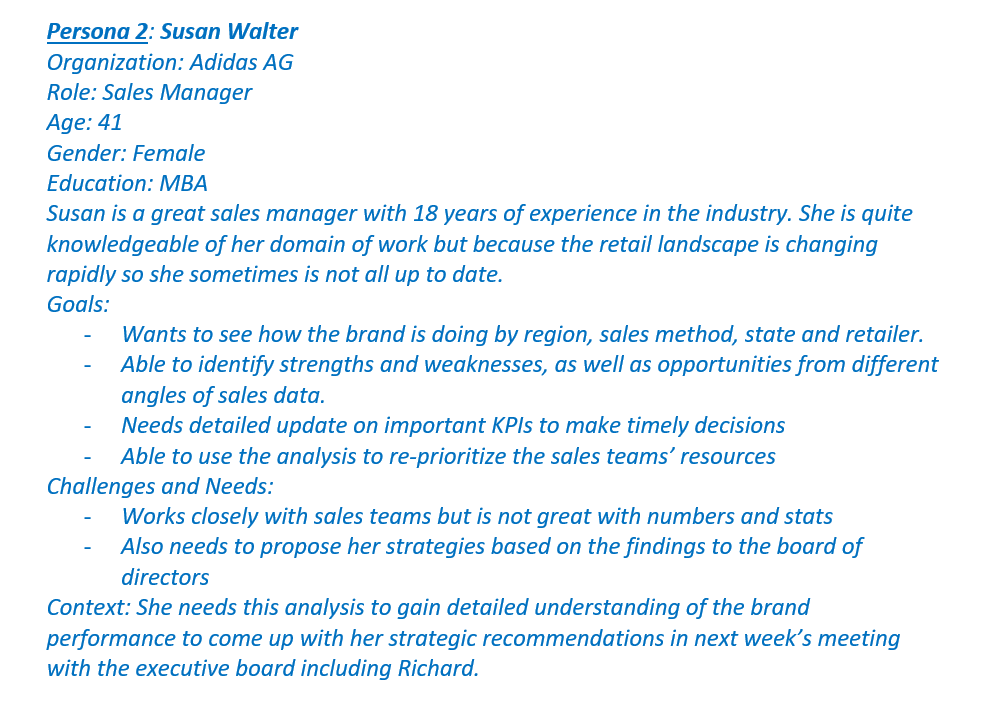 Persona 2: Susan Walter
Organization: Adidas AG
Role: Sales Manager
Age: 41
Gender: Female
Education: MBA
Susan is a great sales manager with 18 years of experience in the industry. She is quite
knowledgeable of her domain of work but because the retail landscape is changing
rapidly so she sometimes is not all up to date.
Goals:
- Wants to see how the brand is doing by region, sales method, state and retailer.
- Able to identify strengths and weaknesses, as well as opportunities from different
angles of sales data.
- Needs detailed update on important KPIs to make timely decisions
- Able to use the analysis to re-prioritize the sales teams’ resources
Challenges and Needs:
- Works closely with sales teams but is not great with numbers and stats
- Also needs to propose her strategies based on the findings to the board of
directors
Context: She needs this analysis to gain detailed understanding of the brand
performance to come up with her strategic recommendations in next week’s meeting
with the executive board including Richard.